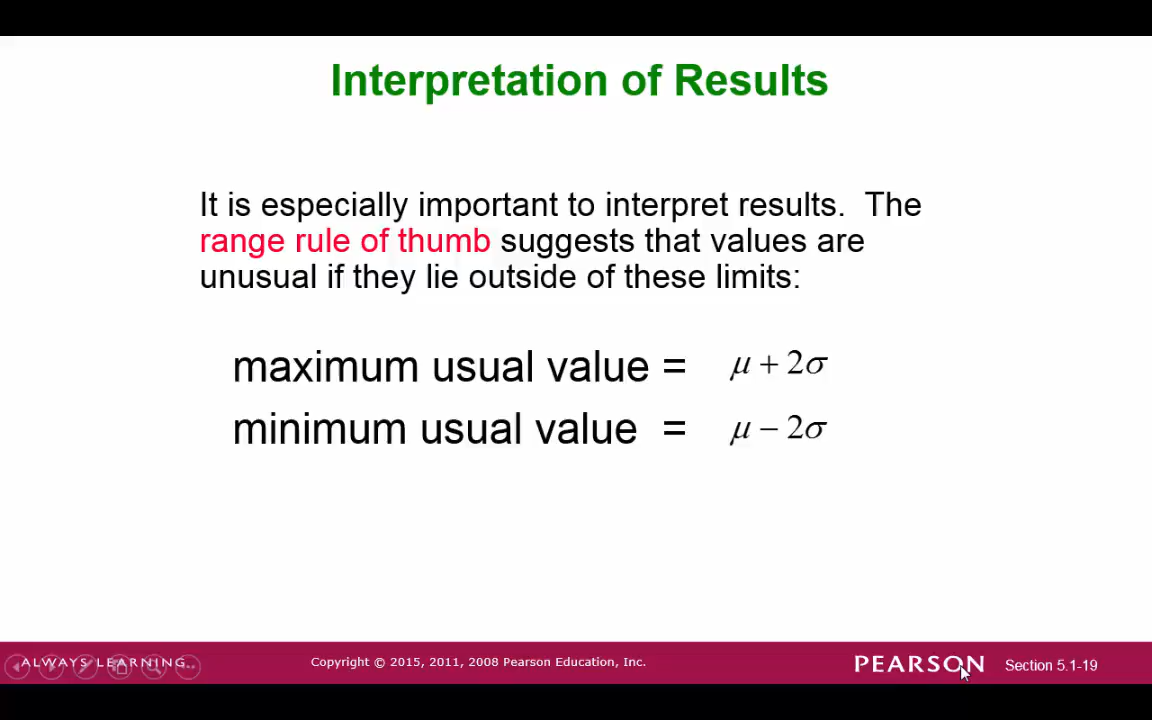 Interpretation of Results
It is especially important to interpret results. The
range rule of thumb suggests that values are
unusual if they lie outside of these limits:
maximum usual value = μ + 2σ
minimum usual value = μ − 2σ
ALWAYS LEARNING
Copyright © 2015, 2011, 2008 Pearson Education, Inc.
PEARSON
Section 5.1-19